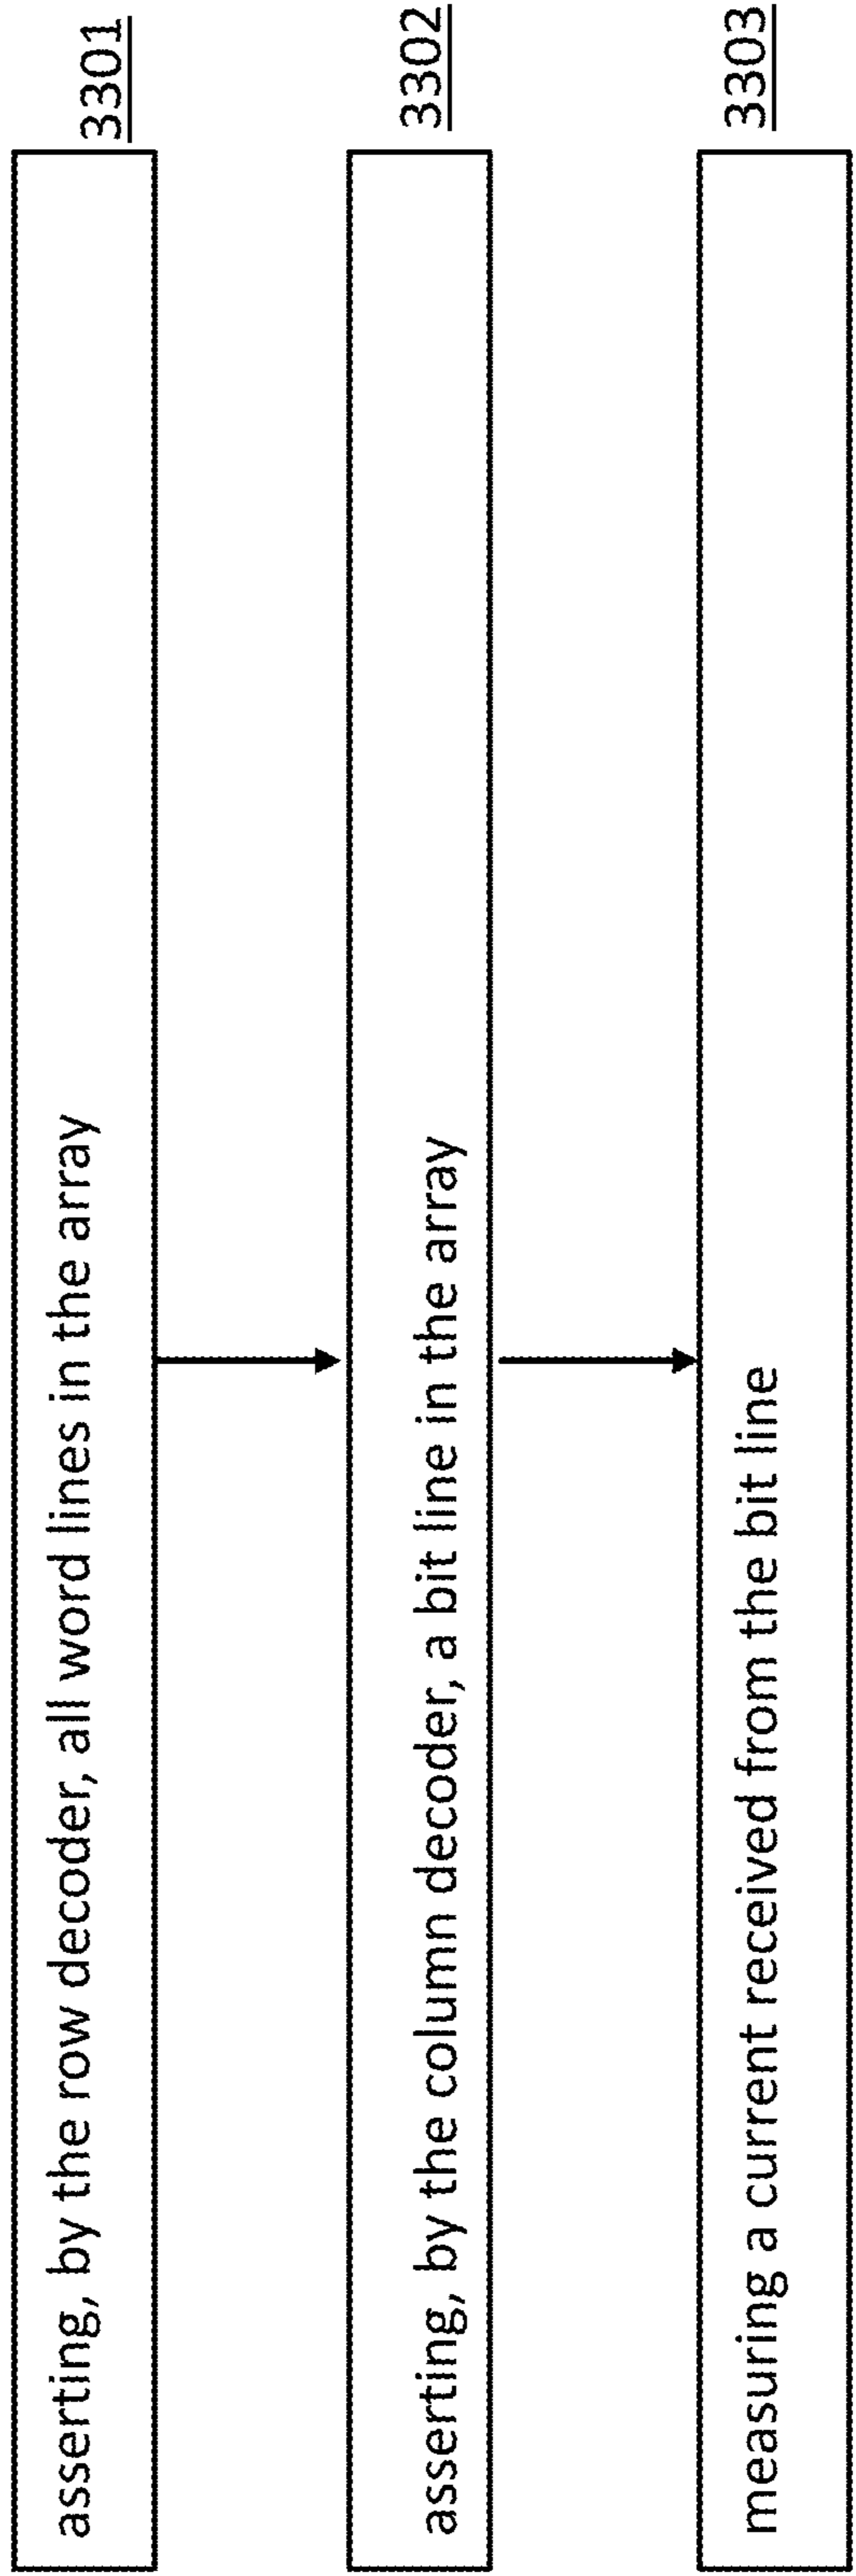 asserting, by the row decoder, all word lines in the array
3301
asserting, by the column decoder, a bit line in the array
3302
measuring a current received from the bit line
3303